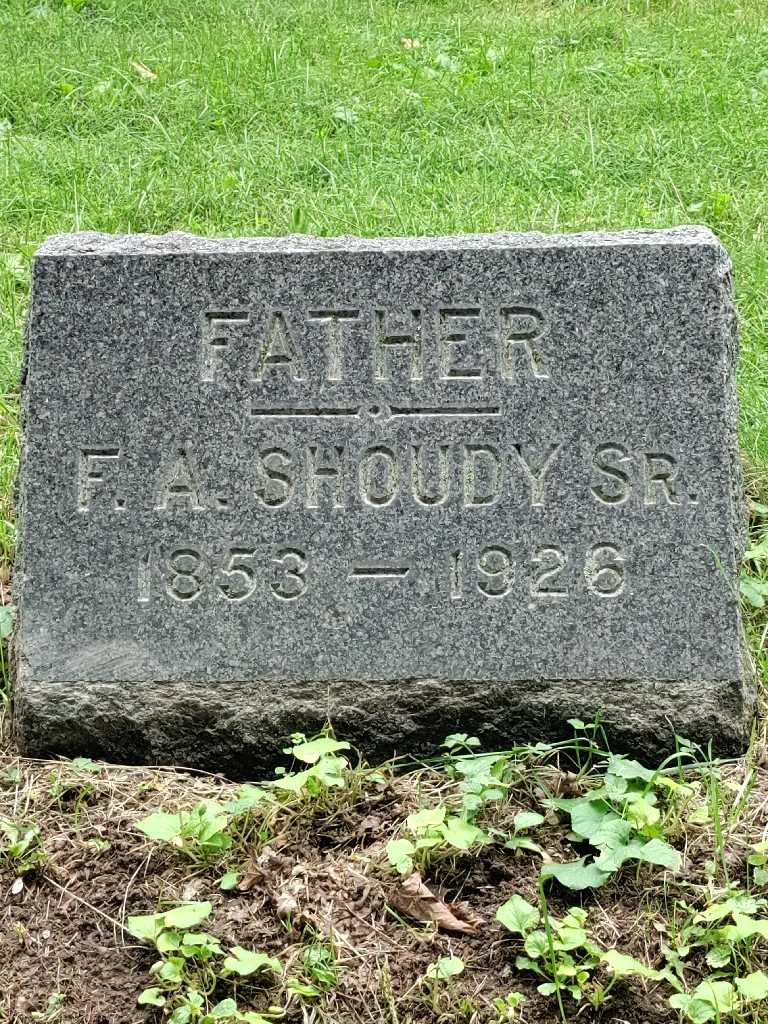 FATHER
F. A. SHOUDY SR.
1853 — 1926